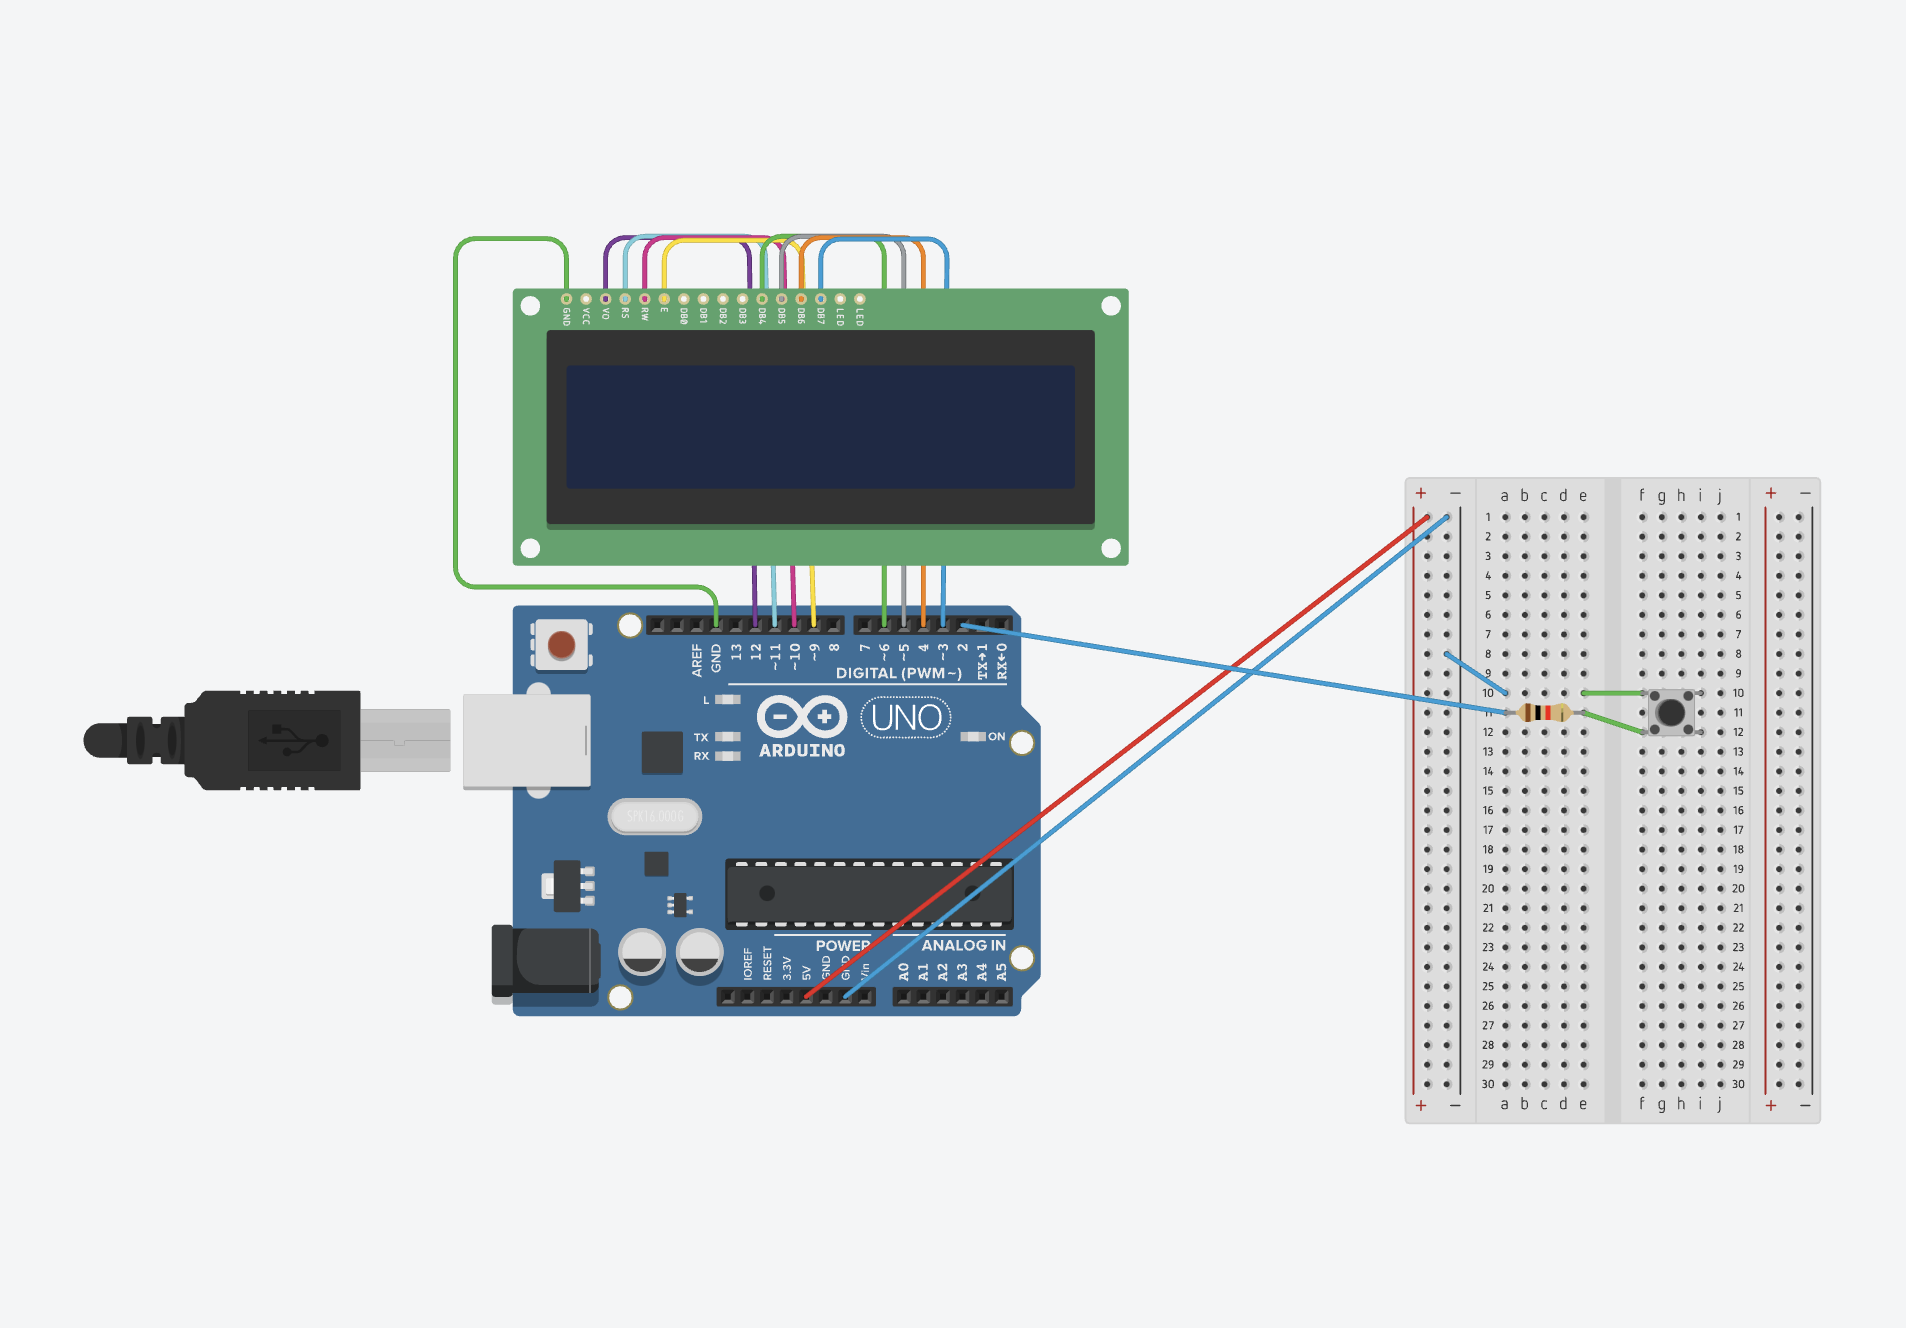 GND VCC V0 RS RW E DB0 DB1 DB2 DB3 DB4 DB5 DB6 DB7 LED LED
AREF GND 13 12 ~11 ~10 ~9 8 7 ~6 ~5 4 ~3 2 TX→1 RX←0
DIGITAL (PWM~)
L
UNO
TX
RX
ARDUINO
ON
SPK16.000G
POWER ANALOG IN
IOREF RESET 3.3V 5V GND GND Vin A0 A1 A2 A3 A4 A5
+ − a b c d e f g h i j + −
1 1
2 2
3 3
4 4
5 5
6 6
7 7
8 8
9 9
10 10
11 11
12 12
13 13
14 14
15 15
16 16
17 17
18 18
19 19
20 20
21 21
22 22
23 23
24 24
25 25
26 26
27 27
28 28
29 29
30 30
+ − a b c d e f g h i j + −